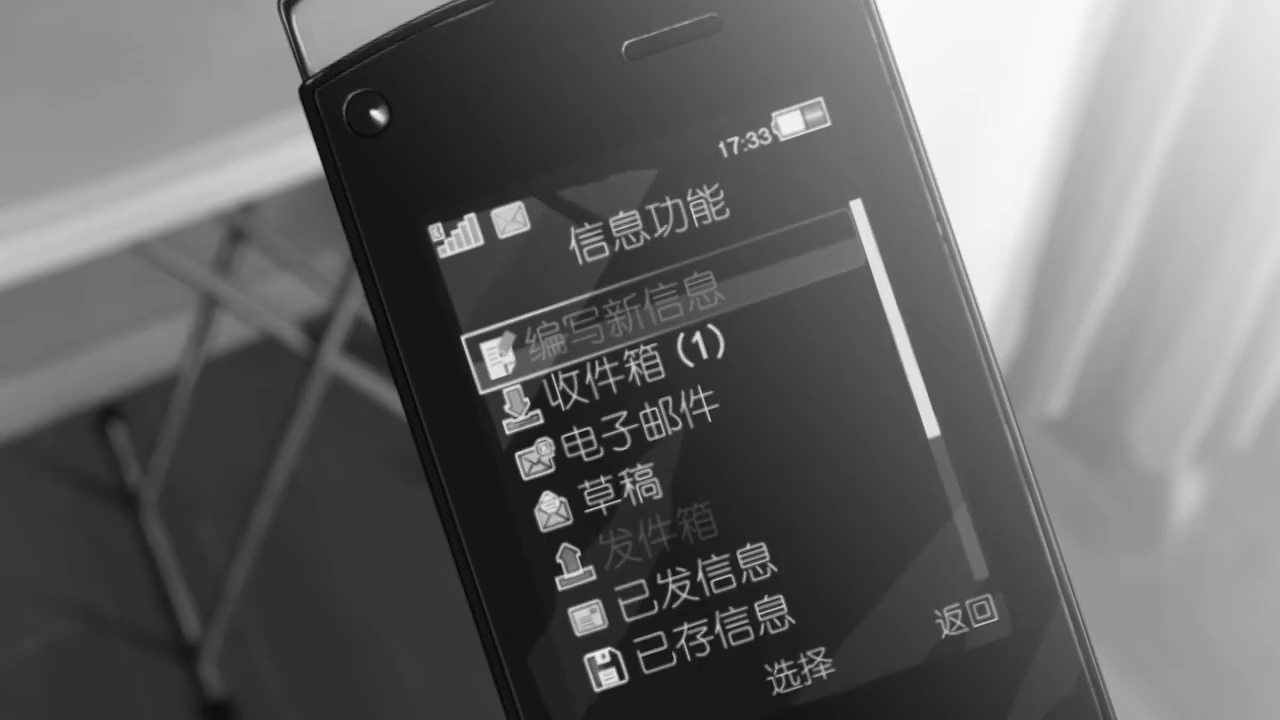 17:33
信息功能
编写新信息
收件箱 (1)
电子邮件
草稿
发件箱
已发信息
已存信息
选择
返回